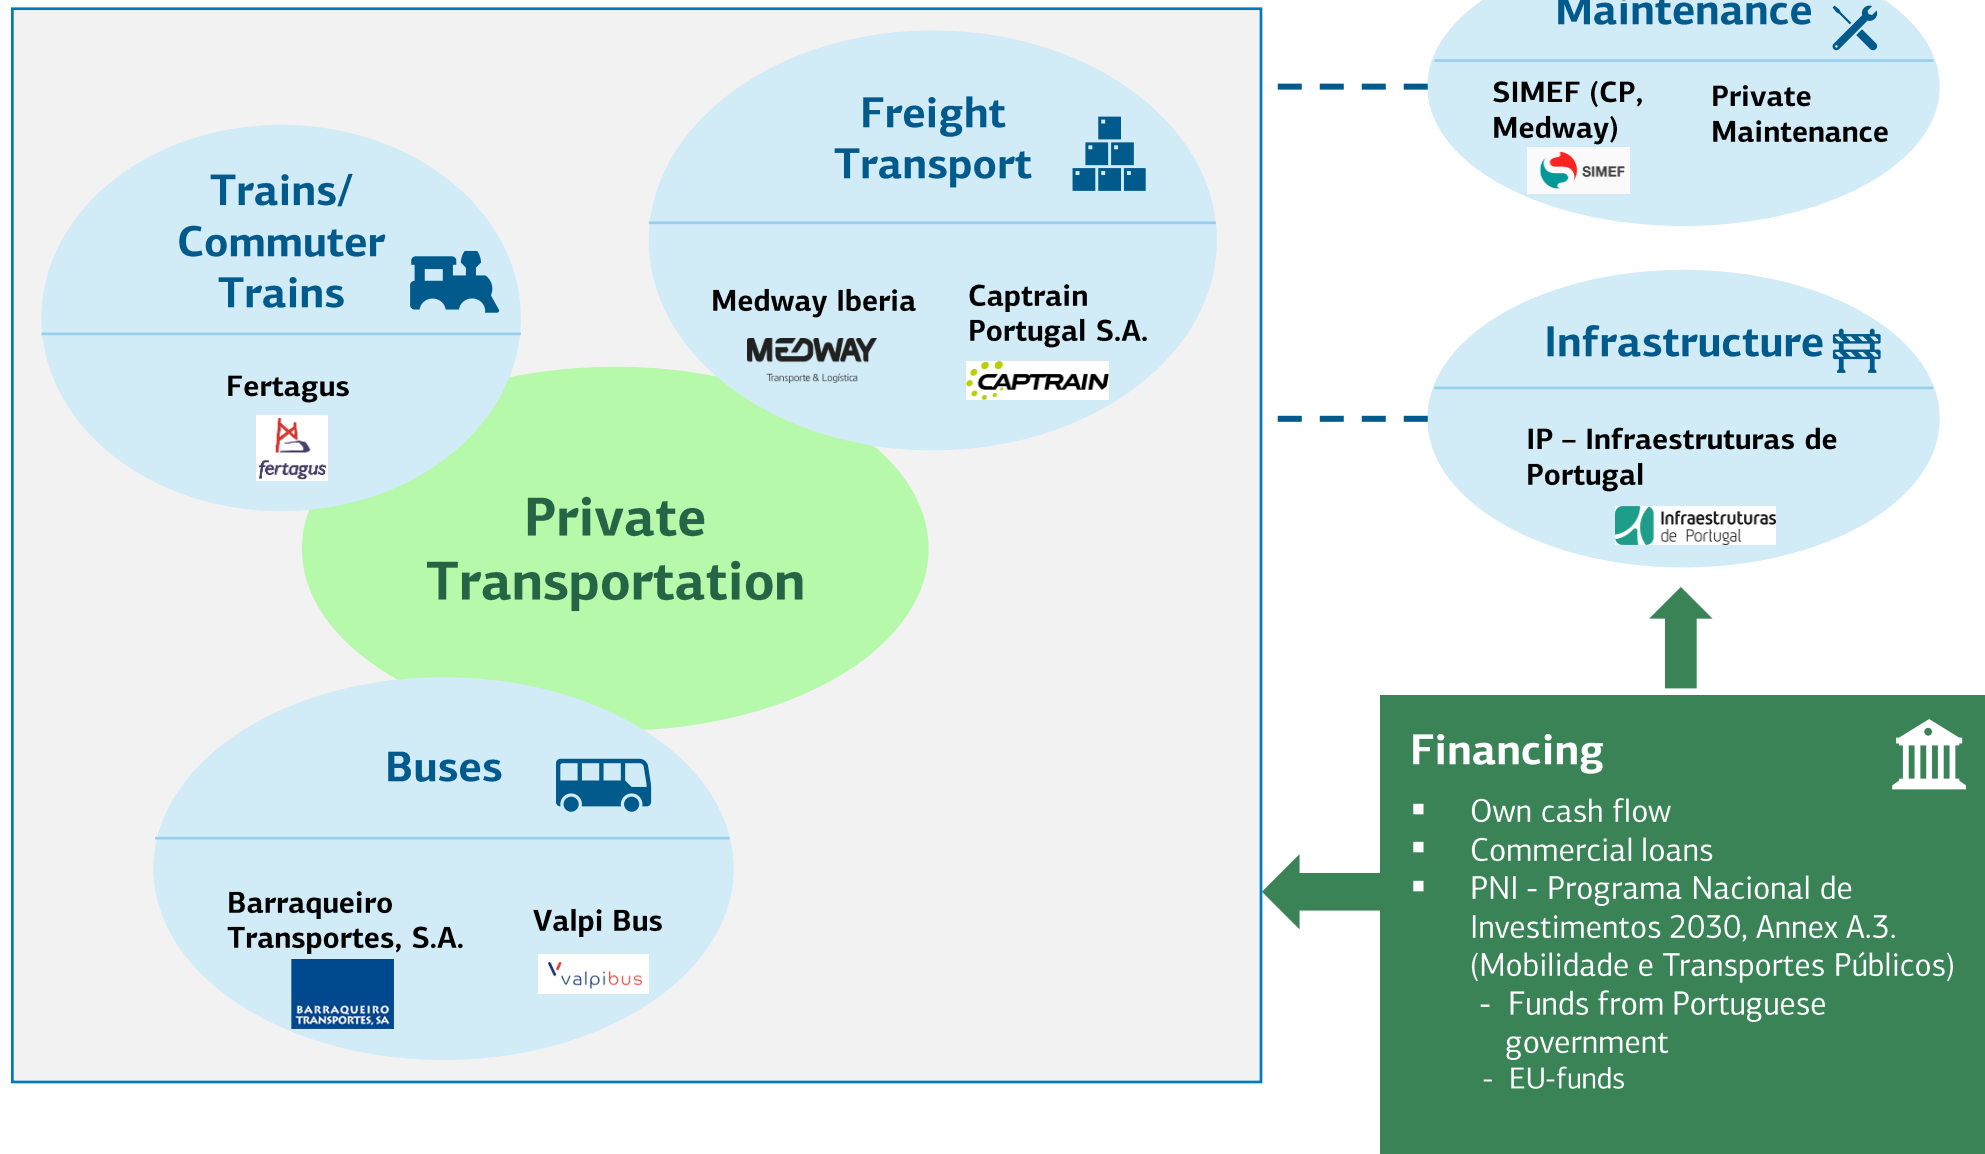 Trains/
Commuter
Trains
Fertagus
fertagus
Freight
Transport
Medway Iberia
MEDWAY
Transporte & Logística
Captrain
Portugal S.A.
CAPTRAIN
Private
Transportation
Buses
Barraqueiro
Transportes, S.A.
BARRAQUEIRO
TRANSPORTES, SA
Valpi Bus
valpibus
Maintenance
SIMEF (CP,
Medway)
SIMEF
Private
Maintenance
Infrastructure
IP – Infraestruturas de
Portugal
Infraestruturas
de Portugal
Financing
▪ Own cash flow
▪ Commercial loans
▪ PNI - Programa Nacional de
Investimentos 2030, Annex A.3.
(Mobilidade e Transportes Públicos)
- Funds from Portuguese
government
- EU-funds